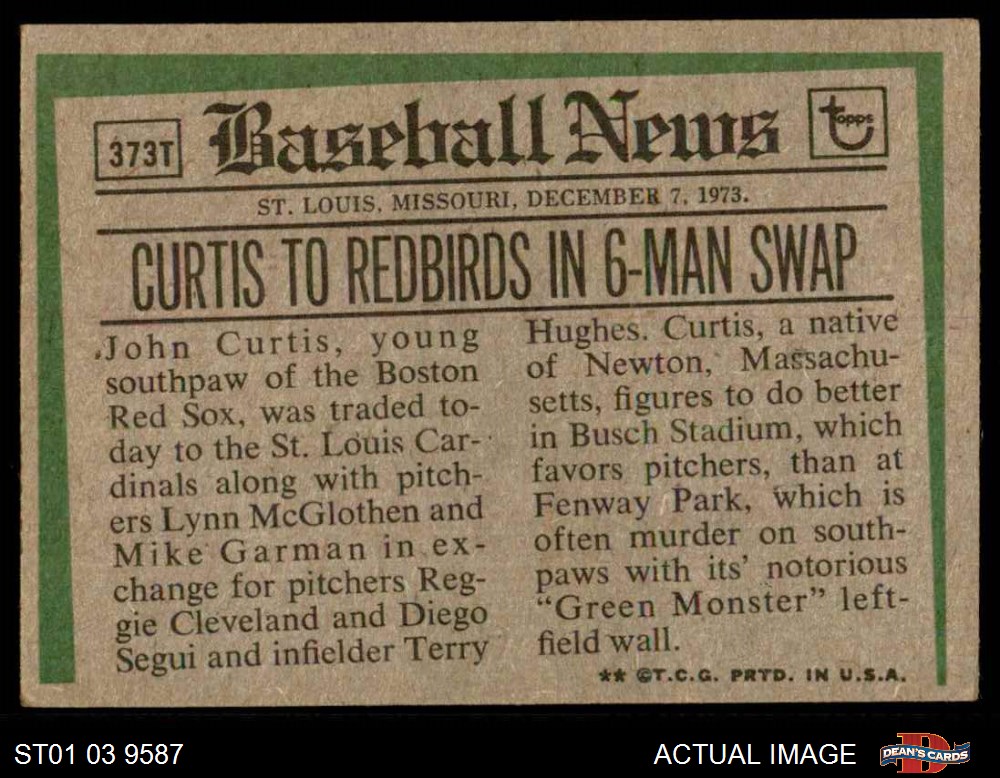 373T
Baseball News
topps
ST. LOUIS, MISSOURI, DECEMBER 7, 1973.
CURTIS TO REDBIRDS IN 6-MAN SWAP
John Curtis, young
southpaw of the Boston
Red Sox, was traded to-
day to the St. Louis Car-
dinals along with pitch-
ers Lynn McGlothen and
Mike Garman in ex-
change for pitchers Reg-
gie Cleveland and Diego
Segui and infielder Terry
Hughes. Curtis, a native
of Newton, Massachu-
setts, figures to do better
in Busch Stadium, which
favors pitchers, than at
Fenway Park, which is
often murder on south-
paws with its’ notorious
“Green Monster” left-
field wall.
** ©T.C.G. PRTD. IN U.S.A.
ST01 03 9587
ACTUAL IMAGE
D
DEAN'S CARDS